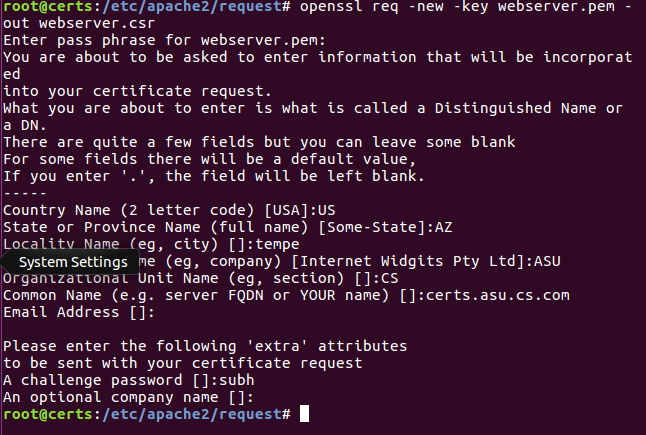 root@certs:/etc/apache2/request# openssl req -new -key webserver.pem -
out webserver.csr
Enter pass phrase for webserver.pem:
You are about to be asked to enter information that will be incorporat
ed
into your certificate request.
What you are about to enter is what is called a Distinguished Name or
a DN.
There are quite a few fields but you can leave some blank
For some fields there will be a default value,
If you enter '.', the field will be left blank.
-----
Country Name (2 letter code) [USA]:US
State or Province Name (full name) [Some-State]:AZ
Locality Name (eg, city) []:tempe
System Settings
me (eg, company) [Internet Widgits Pty Ltd]:ASU
Organizational Unit Name (eg, section) []:CS
Common Name (e.g. server FQDN or YOUR name) []:certs.asu.cs.com
Email Address []:
Please enter the following 'extra' attributes
to be sent with your certificate request
A challenge password []:subh
An optional company name []:
root@certs:/etc/apache2/request#